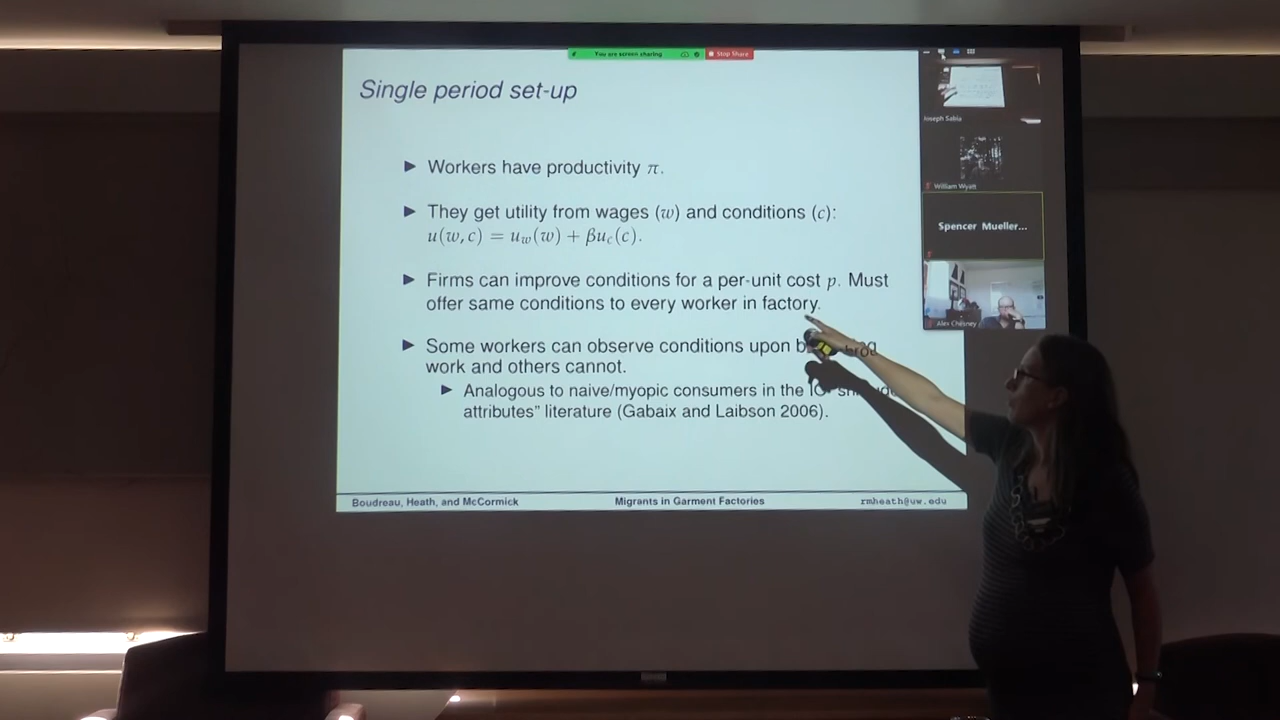 You are screen sharing
Stop Share
Single period set-up
Joseph Sabia
William Wyatt
Workers have productivity π.
They get utility from wages (w) and conditions (c):
u(w, c) = u_w(w) + βu_c(c).
Spencer Mueller...
Firms can improve conditions for a per-unit cost p. Must
offer same conditions to every worker in factory.
Alex Chesney
Some workers can observe conditions upon
work and others cannot.
Analogous to naive/myopic consumers in the IO
attributes" literature (Gabaix and Laibson 2006).
Boudreau, Heath, and McCormick
Migrants in Garment Factories
rmheath@uw.edu